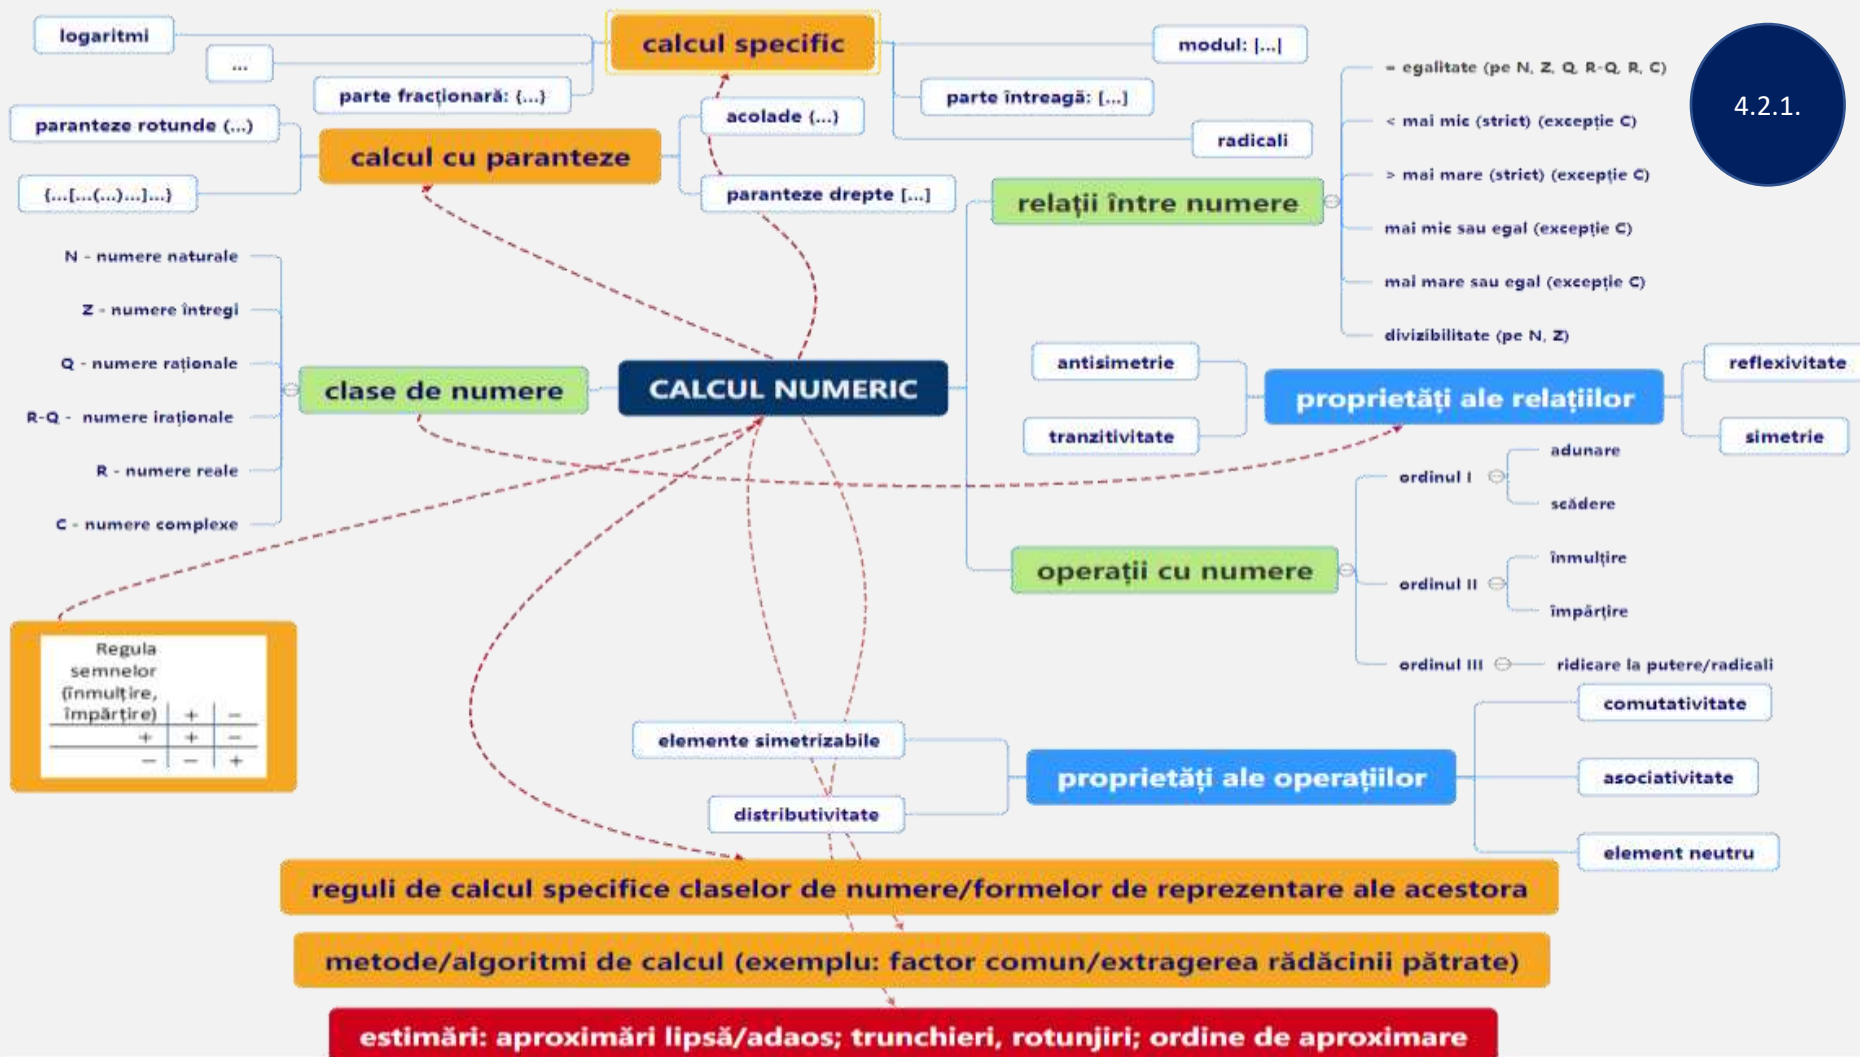 logaritmi
...
parte fracționară: {...}
calcul specific
modul: |...|
parte întreagă: [...]
radicali
4.2.1.
paranteze rotunde (...)
{...[...(...)...]...}
calcul cu paranteze
acolade {...}
paranteze drepte [...]
relații între numere
= egalitate (pe N, Z, Q, R-Q, R, C)
< mai mic (strict) (excepție C)
> mai mare (strict) (excepție C)
mai mic sau egal (excepție C)
mai mare sau egal (excepție C)
divizibilitate (pe N, Z)
N - numere naturale
Z - numere întregi
Q - numere raționale
R-Q - numere iraționale
R - numere reale
C - numere complexe
clase de numere
CALCUL NUMERIC
antisimetrie
tranzitivitate
proprietăți ale relațiilor
reflexivitate
simetrie
operații cu numere
ordinul I
adunare
scădere
ordinul II
înmulțire
împărțire
ordinul III
ridicare la putere/radicali
Regula
semnelor
(înmulțire,
împărțire) + −
+ + −
− − +
elemente simetrizabile
distributivitate
proprietăți ale operațiilor
comutativitate
asociativitate
element neutru
reguli de calcul specifice claselor de numere/formelor de reprezentare ale acestora
metode/algoritmi de calcul (exemplu: factor comun/extragerea rădăcinii pătrate)
estimări: aproximări lipsă/adaos; trunchieri, rotunjiri; ordine de aproximare